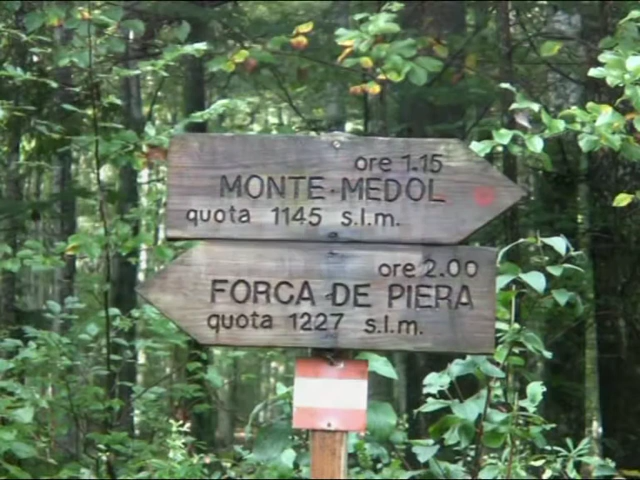 ore 1.15
MONTE-MEDOL
quota 1145 s.l.m.
ore 2.00
FORCA-DE PIERA
quota 1227 s.l.m.